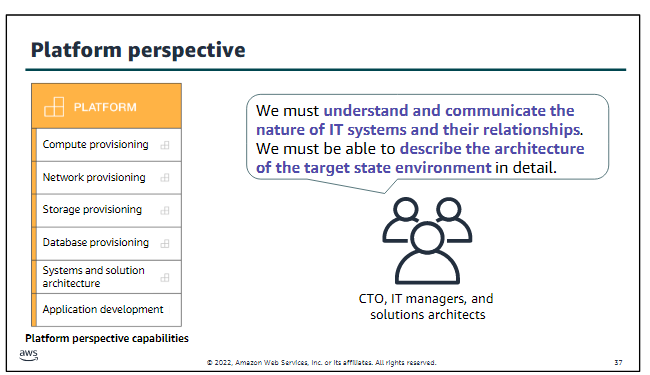 Platform perspective
PLATFORM
Compute provisioning
Network provisioning
Storage provisioning
Database provisioning
Systems and solution
architecture
Application development
Platform perspective capabilities
We must understand and communicate the
nature of IT systems and their relationships.
We must be able to describe the architecture
of the target state environment in detail.
CTO, IT managers, and
solutions architects
aws
© 2022, Amazon Web Services, Inc. or its affiliates. All rights reserved.
37